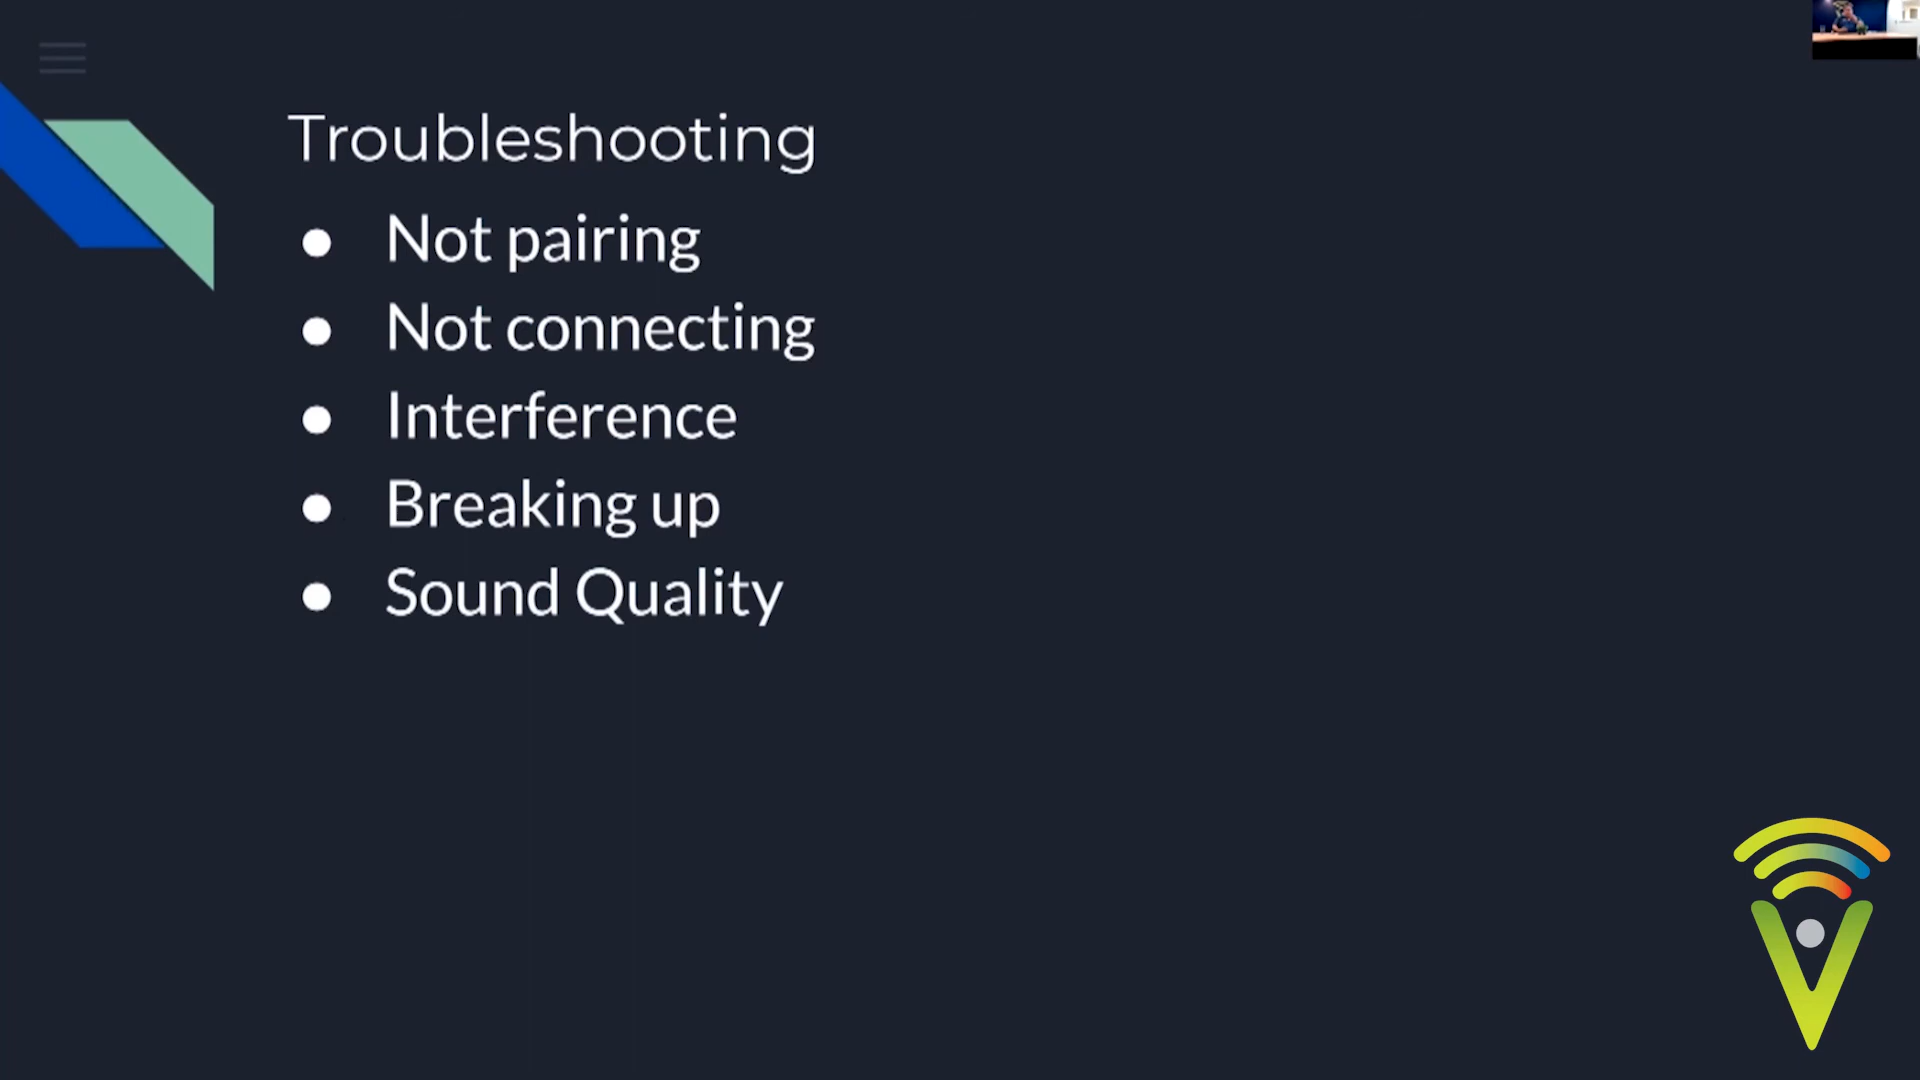 Troubleshooting
● Not pairing
● Not connecting
● Interference
● Breaking up
● Sound Quality